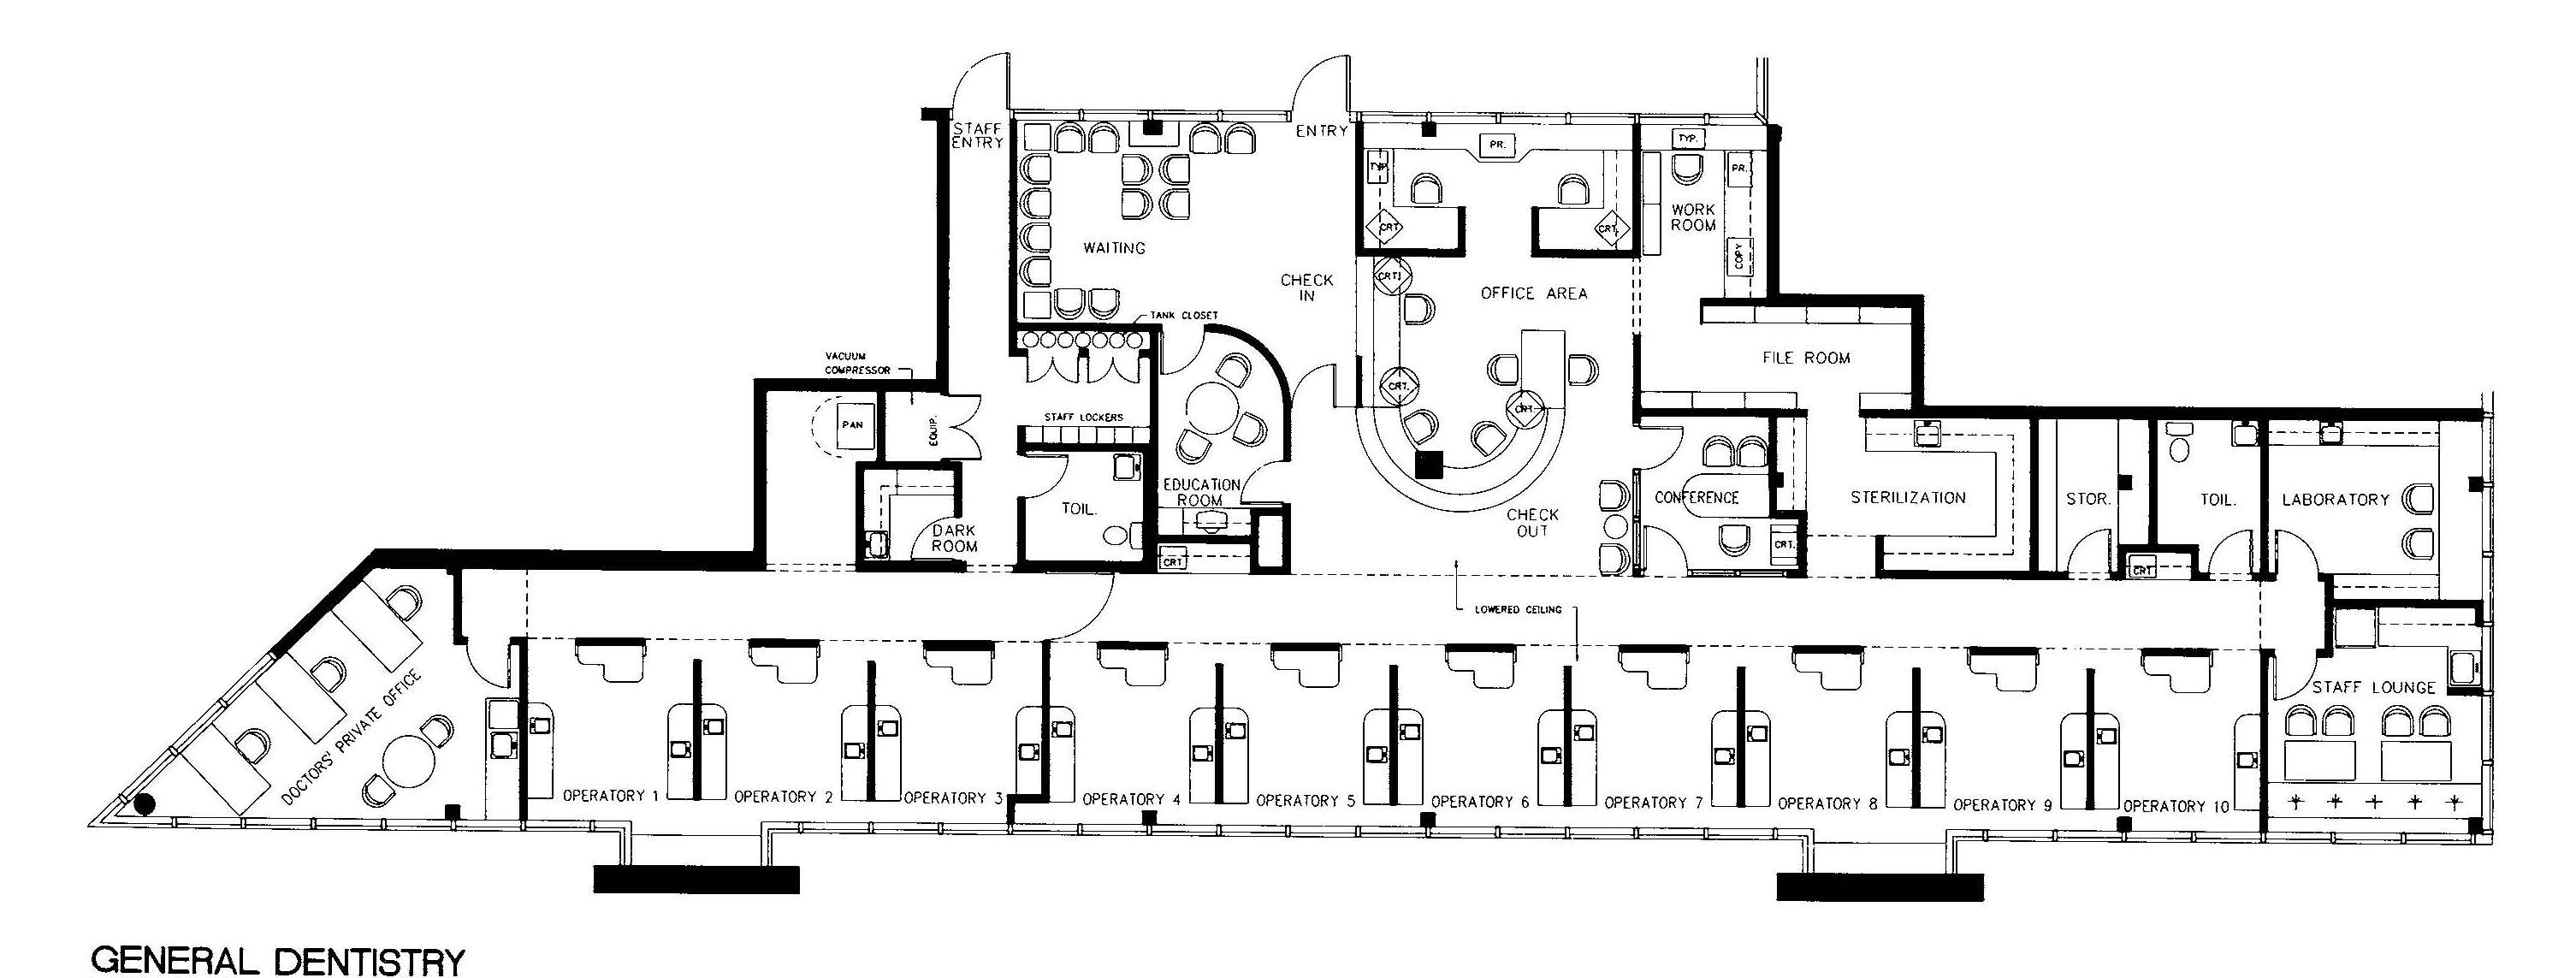 STAFF
ENTRY
ENTRY
TYP.
PR.
TYP.
PR.
WORK
ROOM
COPY
CRT.
CRT.
WAITING
CHECK
IN
CRT.
OFFICE AREA
TANK CLOSET
VACUUM
COMPRESSOR
FILE ROOM
CRT.
CRT.
STAFF LOCKERS
PAN
EQUIP.
EDUCATION
ROOM
TOIL.
DARK
ROOM
CRT
CHECK
OUT
CONFERENCE
CRT.
STERILIZATION
STOR.
TOIL.
LABORATORY
CRT
LOWERED CEILING
DOCTORS' PRIVATE OFFICE
STAFF LOUNGE
OPERATORY 1
OPERATORY 2
OPERATORY 3
OPERATORY 4
OPERATORY 5
OPERATORY 6
OPERATORY 7
OPERATORY 8
OPERATORY 9
OPERATORY 10
GENERAL DENTISTRY